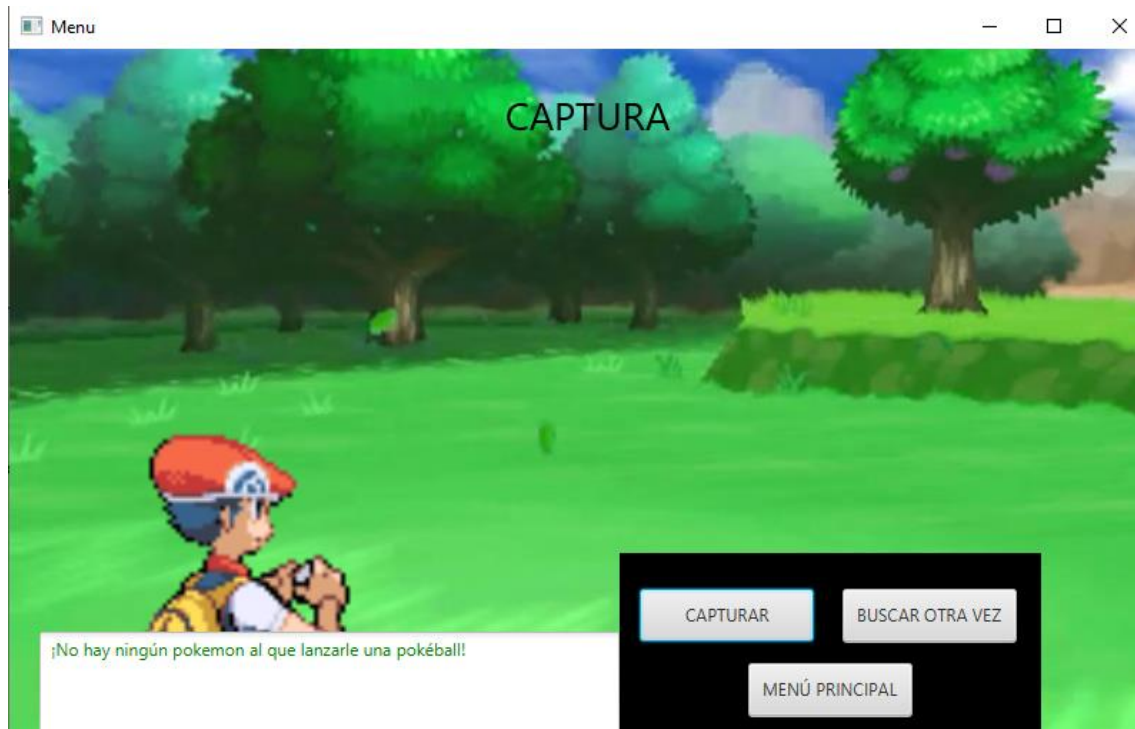 Menu
CAPTURA
CAPTURAR
BUSCAR OTRA VEZ
¡No hay ningún pokemon al que lanzarle una pokéball!
MENÚ PRINCIPAL